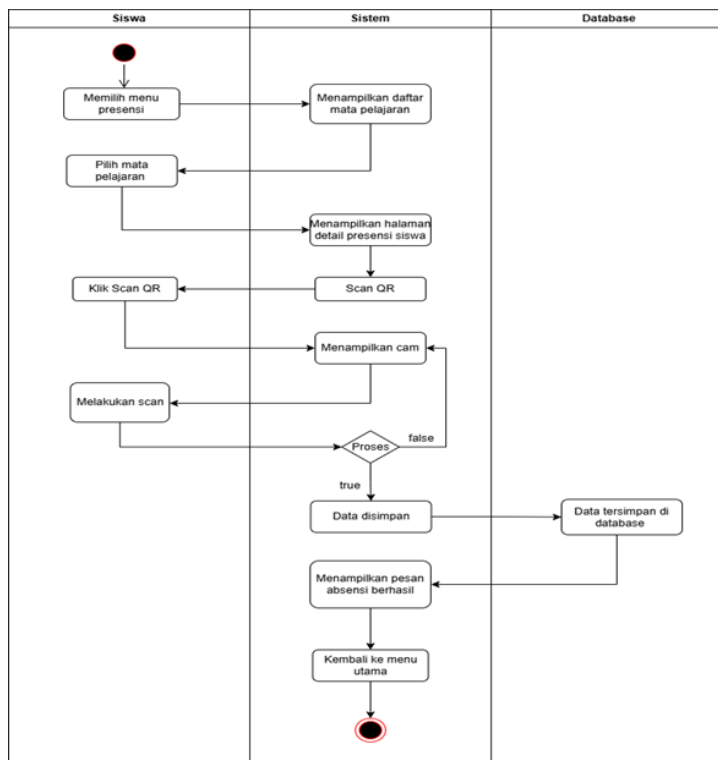 Siswa
Sistem
Database
Memilih menu
presensi
Menampilkan daftar
mata pelajaran
Pilih mata
pelajaran
Menampilkan halaman
detail presensi siswa
Klik Scan QR
Scan QR
Menampilkan cam
Melakukan scan
Proses
false
true
Data disimpan
Data tersimpan di
database
Menampilkan pesan
absensi berhasil
Kembali ke menu
utama